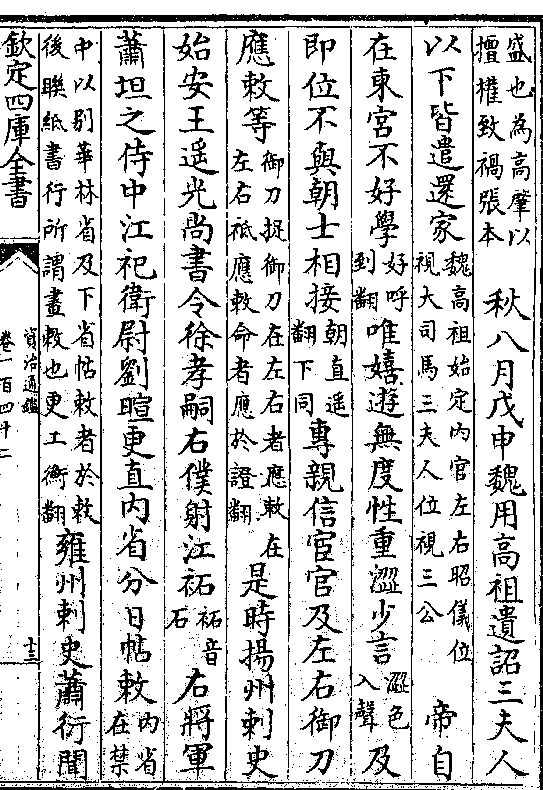 盛也為高肇以擅權致禍張本 秋八月戊申魏用高祖遺詔三夫人
以下皆遣還家魏高祖始定内官左右昭儀位視大司馬三夫人位視三公 帝自
在東宮不好學好呼到翻唯嬉遊無度性重澀少言澀色入聲及
即位不與朝士相接朝直遥翻下同專親信宦官及左右御刀
應敕等御刀捉御刀在左右者應敕在左右祗應敕命者應於證翻是時揚州刺史
始安王遙光尚書令徐孝嗣右僕射江祏祏音石右將軍
蕭坦之侍中江祀衛尉劉暄更直内省分日帖敕内省在禁
中以别華林省及下省帖敕者於敕後聯紙書行所謂畫敕也更工衡翻雍州刺史蕭衍聞
欽定四庫全書 資治通鑑 卷一百四十二 十三